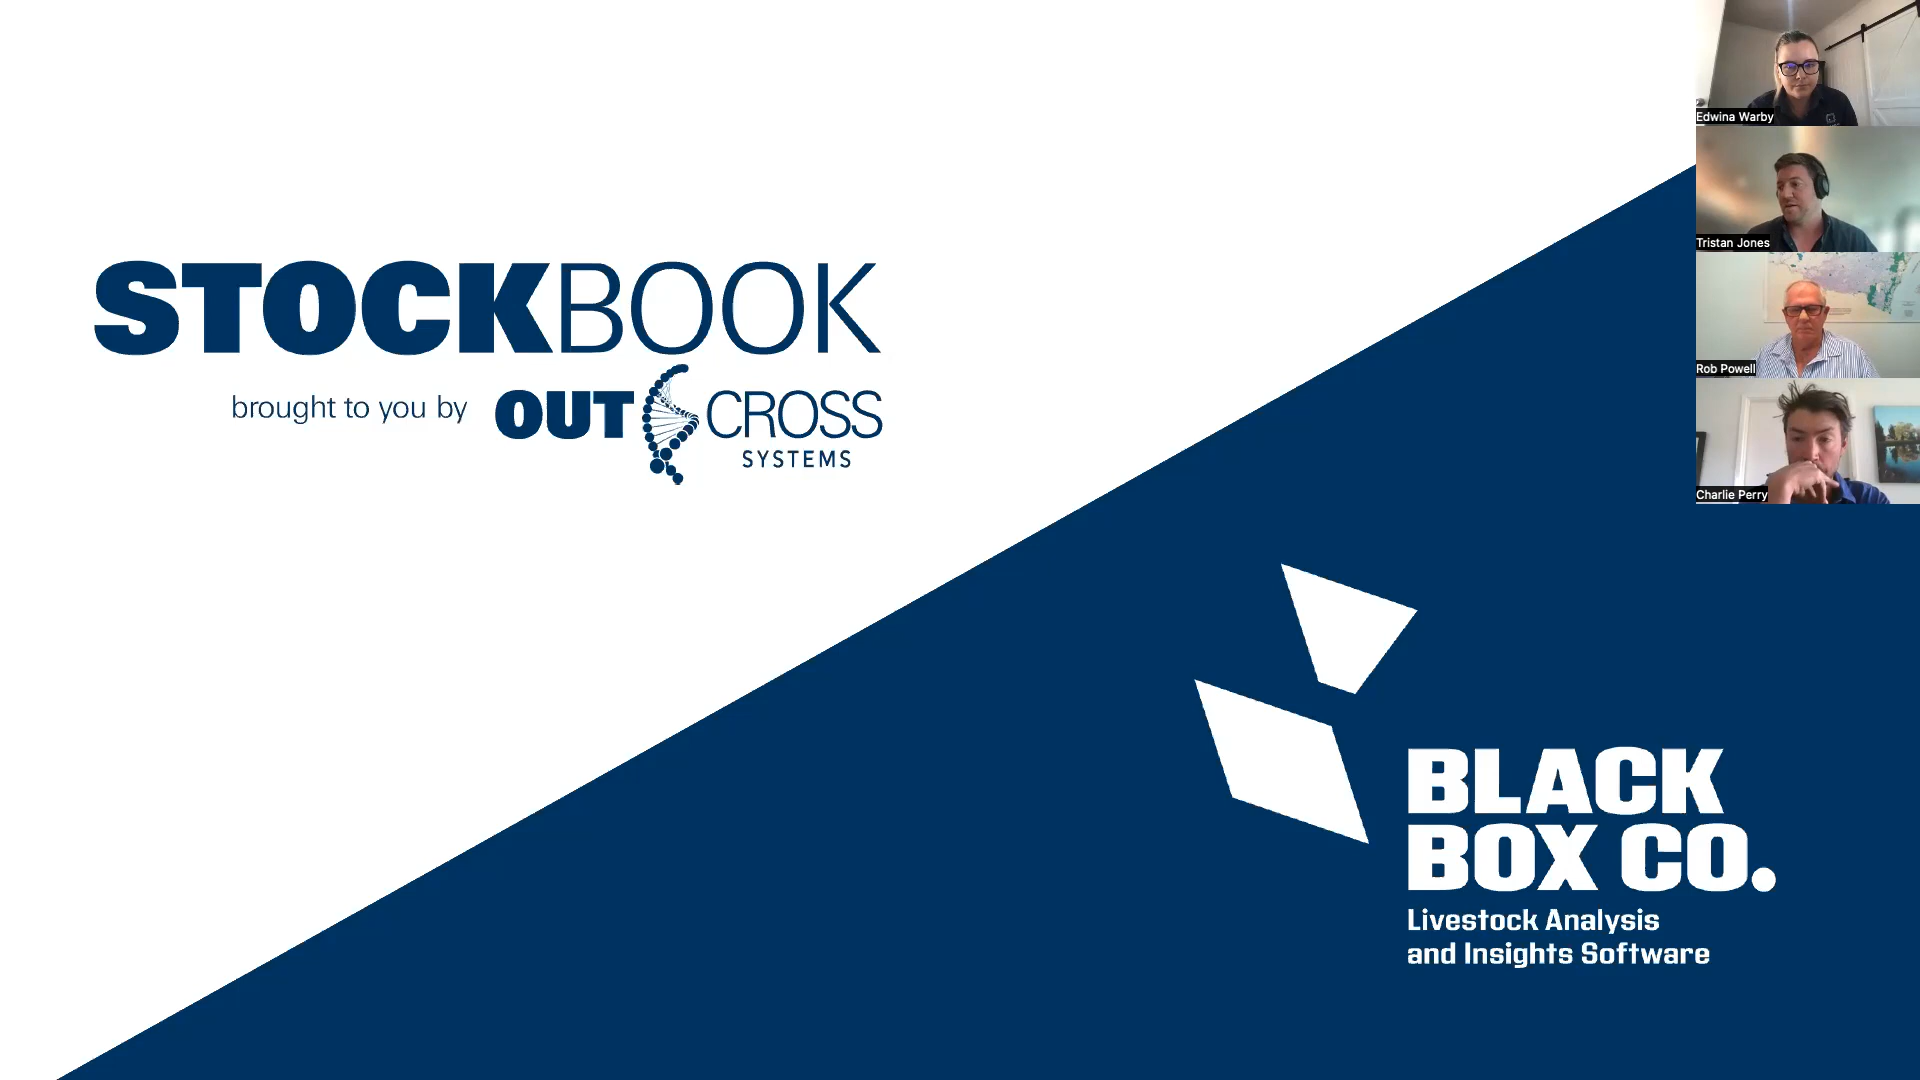 STOCKBOOK
brought to you by OUTCROSS
SYSTEMS
BLACK
BOX CO.
Livestock Analysis
and Insights Software
Edwina Warby
Tristan Jones
Rob Powell
Charlie Perry